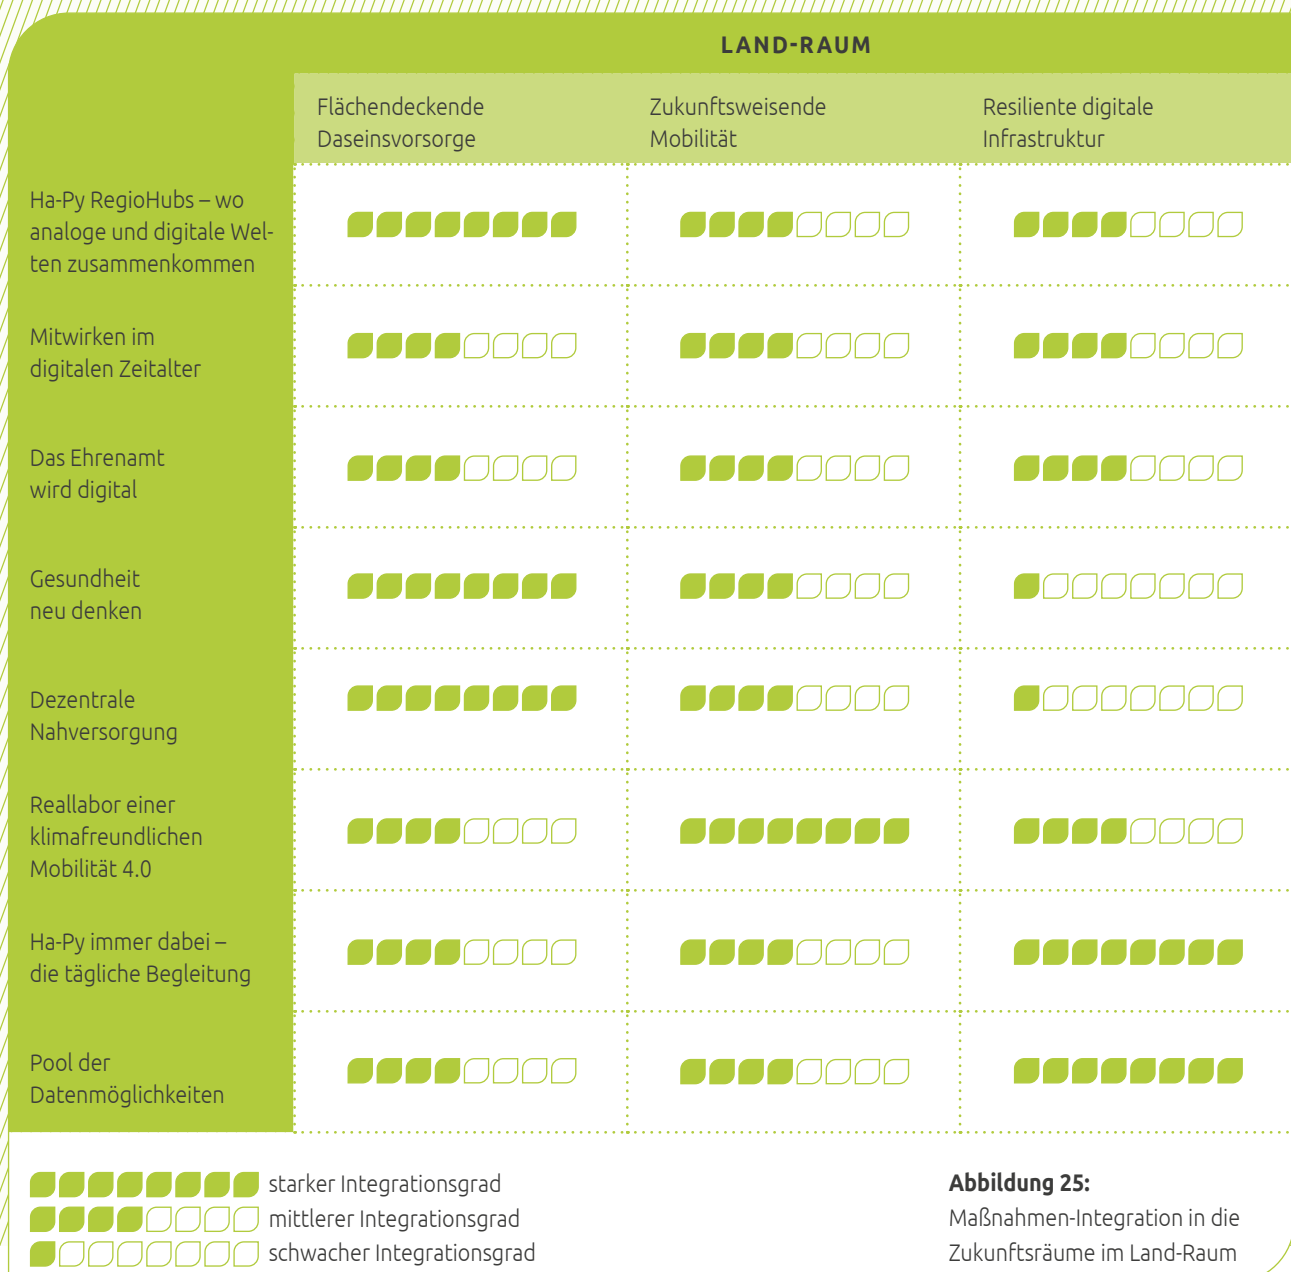 LAND-RAUM
Flächendeckende
Daseinsvorsorge
Zukunftsweisende
Mobilität
Resiliente digitale
Infrastruktur
Ha-Py RegioHubs – wo
analoge und digitale Wel-
ten zusammenkommen
Mitwirken im
digitalen Zeitalter
Das Ehrenamt
wird digital
Gesundheit
neu denken
Dezentrale
Nahversorgung
Reallabor einer
klimafreundlichen
Mobilität 4.0
Ha-Py immer dabei –
die tägliche Begleitung
Pool der
Datenmöglichkeiten
starker Integrationsgrad
mittlerer Integrationsgrad
schwacher Integrationsgrad
Abbildung 25:
Maßnahmen-Integration in die
Zukunftsräume im Land-Raum